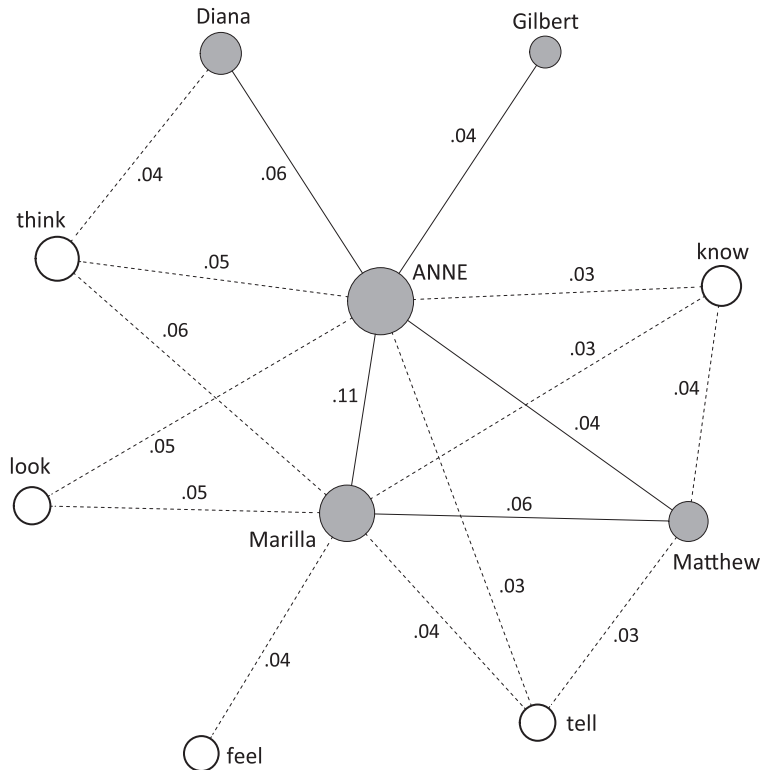 Diana
Gilbert
.04
.04
.06
think
.05
ANNE
.03
know
.06
.03
.11
.04
.04
.05
look
.05
.06
Marilla
Matthew
.03
.04
.03
.04
tell
feel